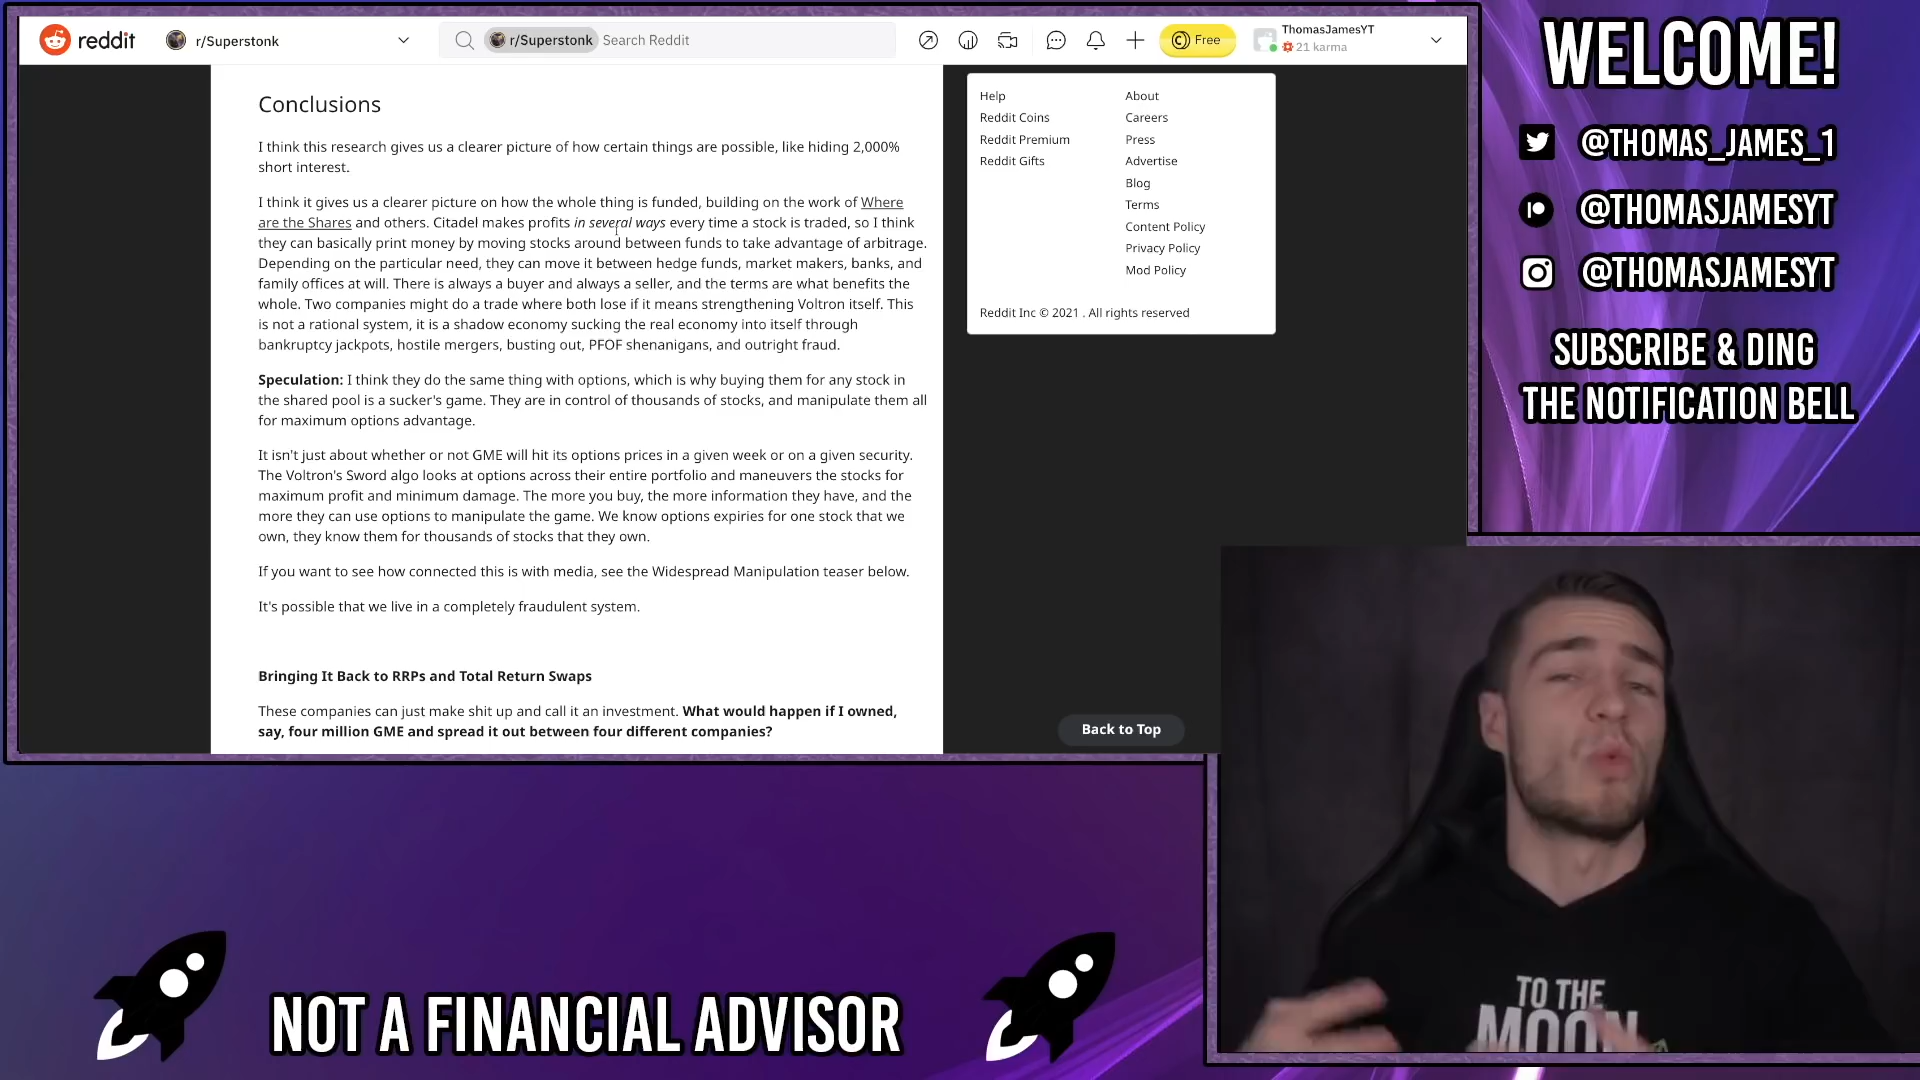 reddit
r/Superstonk
r/Superstonk Search Reddit
Free
ThomasJamesYT
21 karma
Conclusions
I think this research gives us a clearer picture of how certain things are possible, like hiding 2,000%
short interest.
I think it gives us a clearer picture on how the whole thing is funded, building on the work of Where
are the Shares and others. Citadel makes profits in several ways every time a stock is traded, so I think
they can basically print money by moving stocks around between funds to take advantage of arbitrage.
Depending on the particular need, they can move it between hedge funds, market makers, banks, and
family offices at will. There is always a buyer and always a seller, and the terms are what benefits the
whole. Two companies might do a trade where both lose if it means strengthening Voltron itself. This
is not a rational system, it is a shadow economy sucking the real economy into itself through
bankruptcy jackpots, hostile mergers, busting out, PFOF shenanigans, and outright fraud.
Speculation: I think they do the same thing with options, which is why buying them for any stock in
the shared pool is a sucker's game. They are in control of thousands of stocks, and manipulate them all
for maximum options advantage.
It isn't just about whether or not GME will hit its options prices in a given week or on a given security.
The Voltron's Sword algo looks at options across their entire portfolio and maneuvers the stocks for
maximum profit and minimum damage. The more you buy, the more information they have, and the
more they can use options to manipulate the game. We know options expiries for one stock that we
own, they know them for thousands of stocks that they own.
If you want to see how connected this is with media, see the Widespread Manipulation teaser below.
It's possible that we live in a completely fraudulent system.
Bringing It Back to RRPs and Total Return Swaps
These companies can just make shit up and call it an investment. What would happen if I owned,
say, four million GME and spread it out between four different companies?
Help
Reddit Coins
Reddit Premium
Reddit Gifts
About
Careers
Press
Advertise
Blog
Terms
Content Policy
Privacy Policy
Mod Policy
Reddit Inc © 2021 . All rights reserved
Back to Top
WELCOME!
@THOMAS_JAMES_1
@THOMASJAMESYT
@THOMASJAMESYT
SUBSCRIBE & DING
THE NOTIFICATION BELL
TO THE
MOON
NOT A FINANCIAL ADVISOR